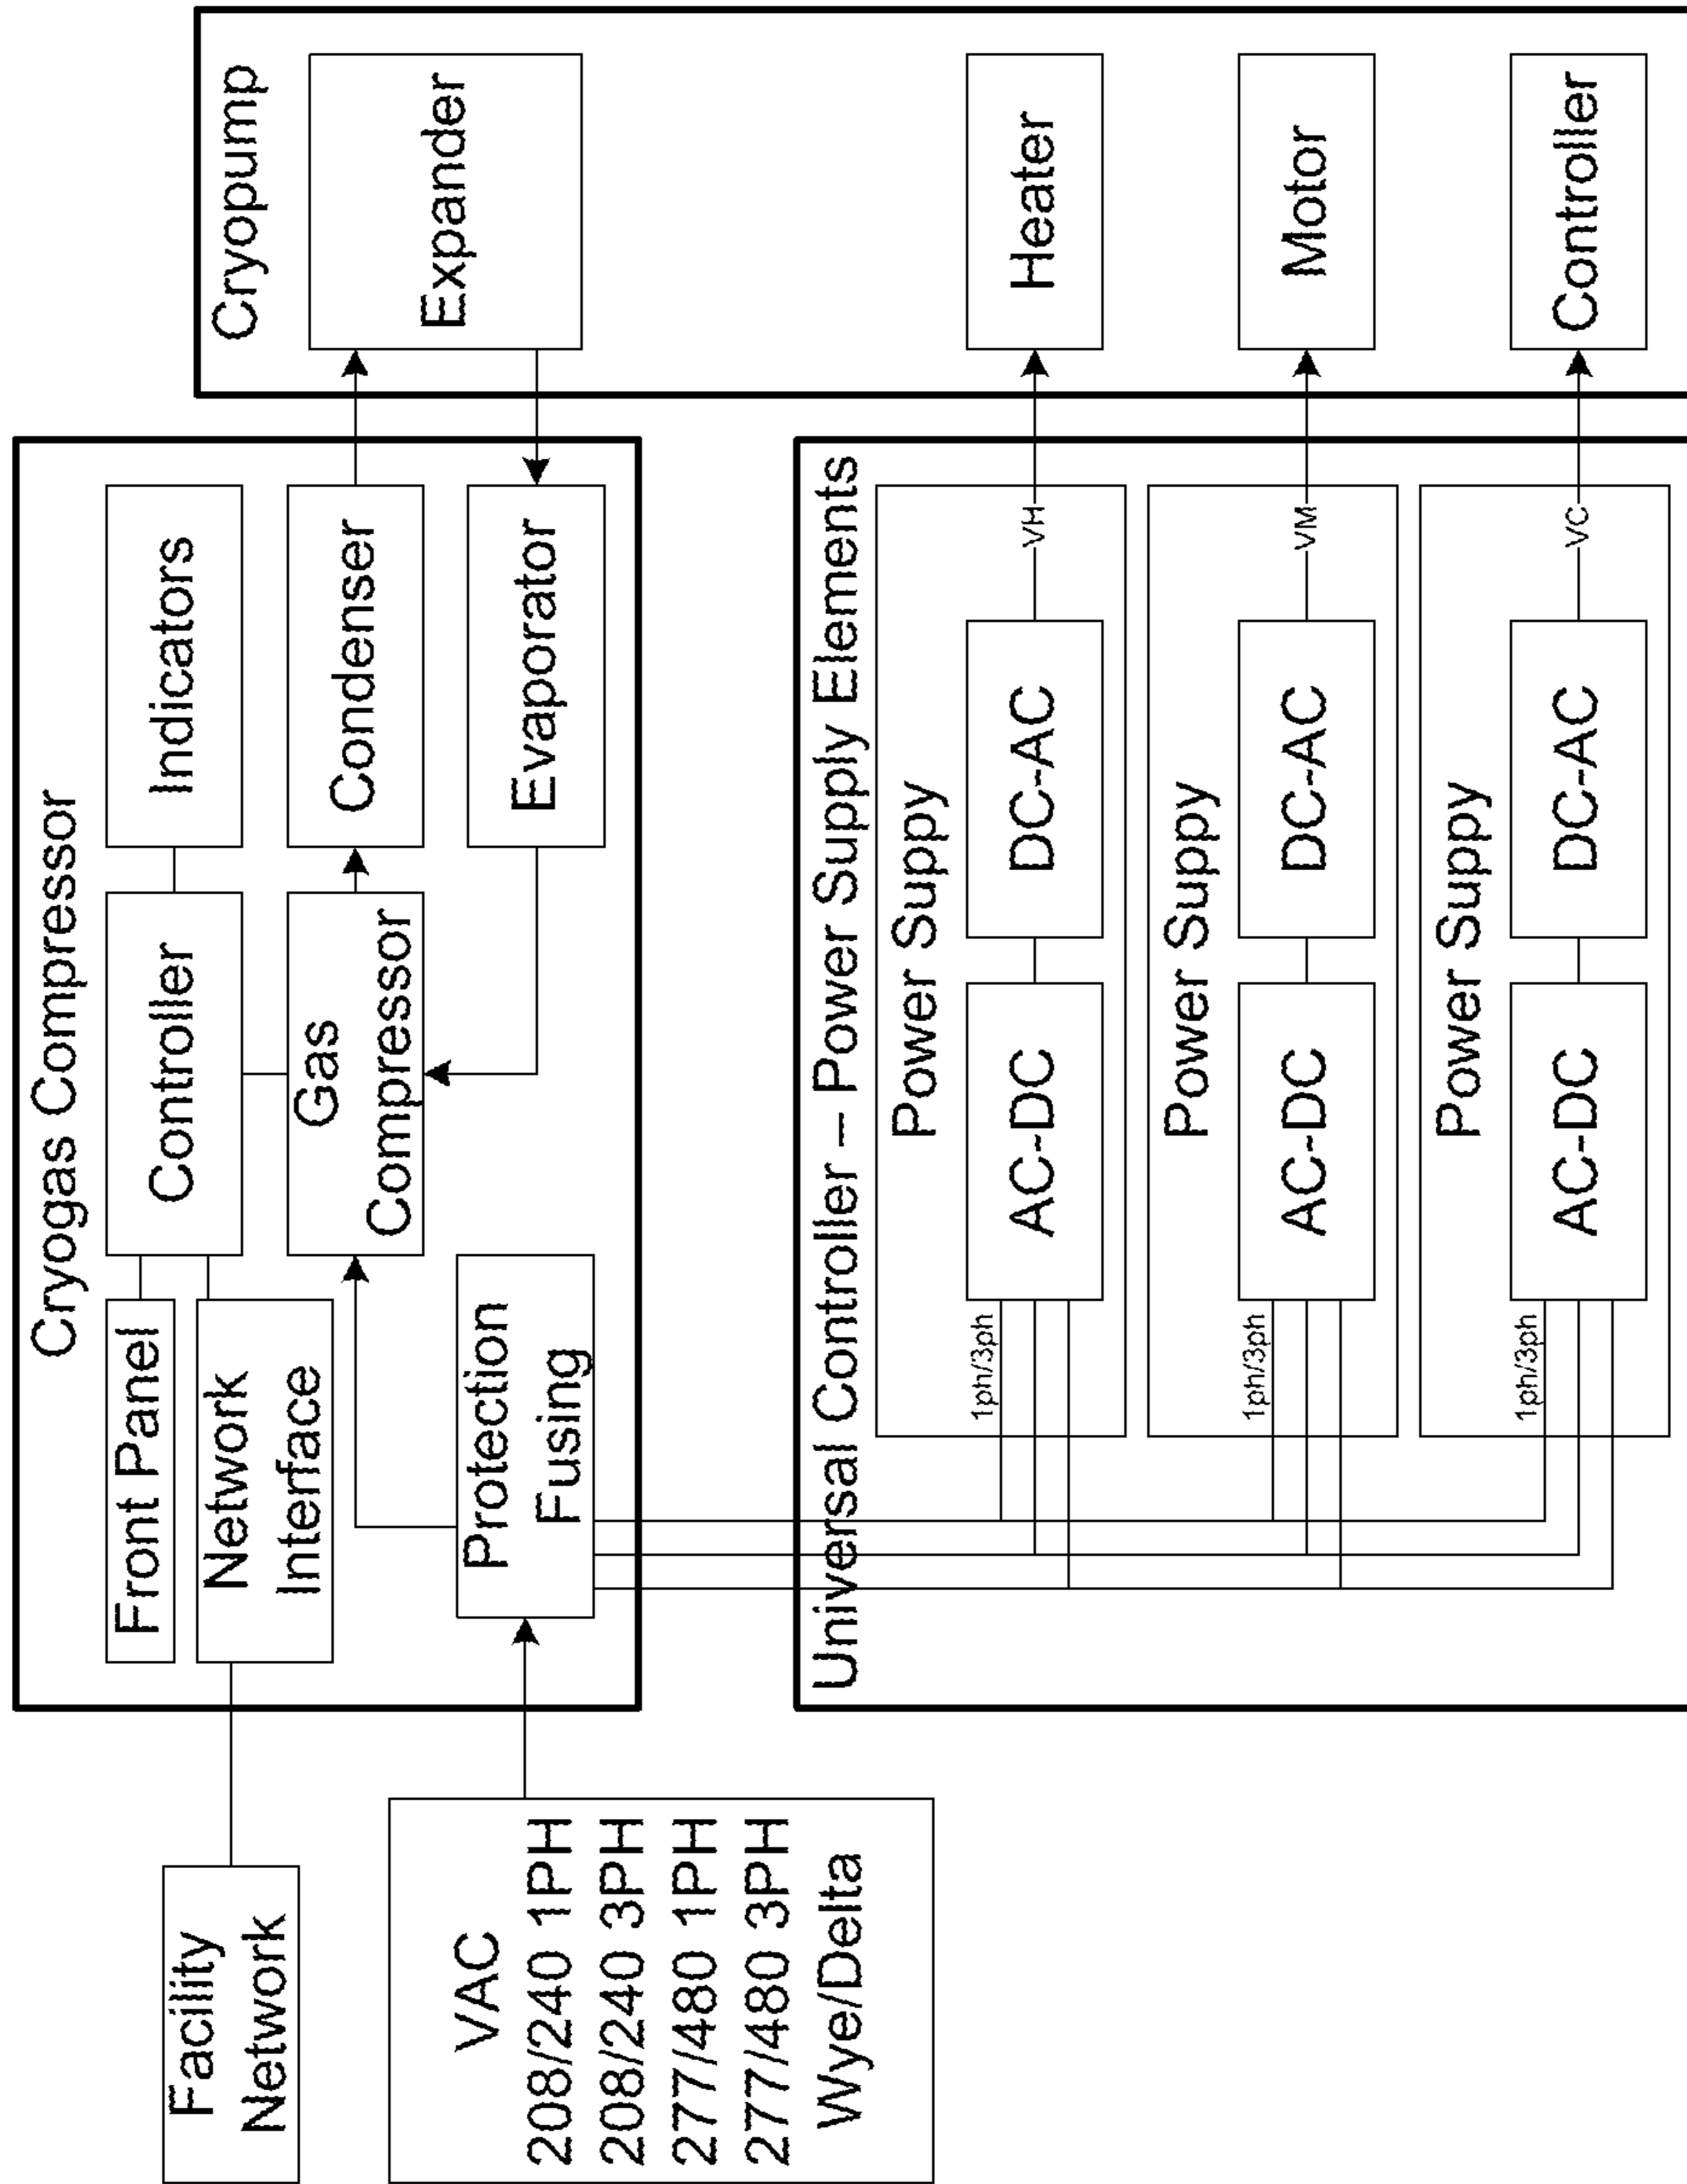 Facility
Network
VAC
208/240 1PH
208/240 3PH
277/480 1PH
277/480 3PH
Wye/Delta
Cryogas Compressor
Front Panel
Network
Interface
Controller
Indicators
Gas
Compressor
Condenser
Protection
Fusing
Evaporator
Cryopump
Expander
Heater
Motor
Controller
Universal Controller – Power Supply Elements
Power Suppy
1ph/3ph
AC-DC
DC-AC
VH
Power Suppy
1ph/3ph
AC-DC
DC-AC
VM
Power Suppy
1ph/3ph
AC-DC
DC-AC
VC